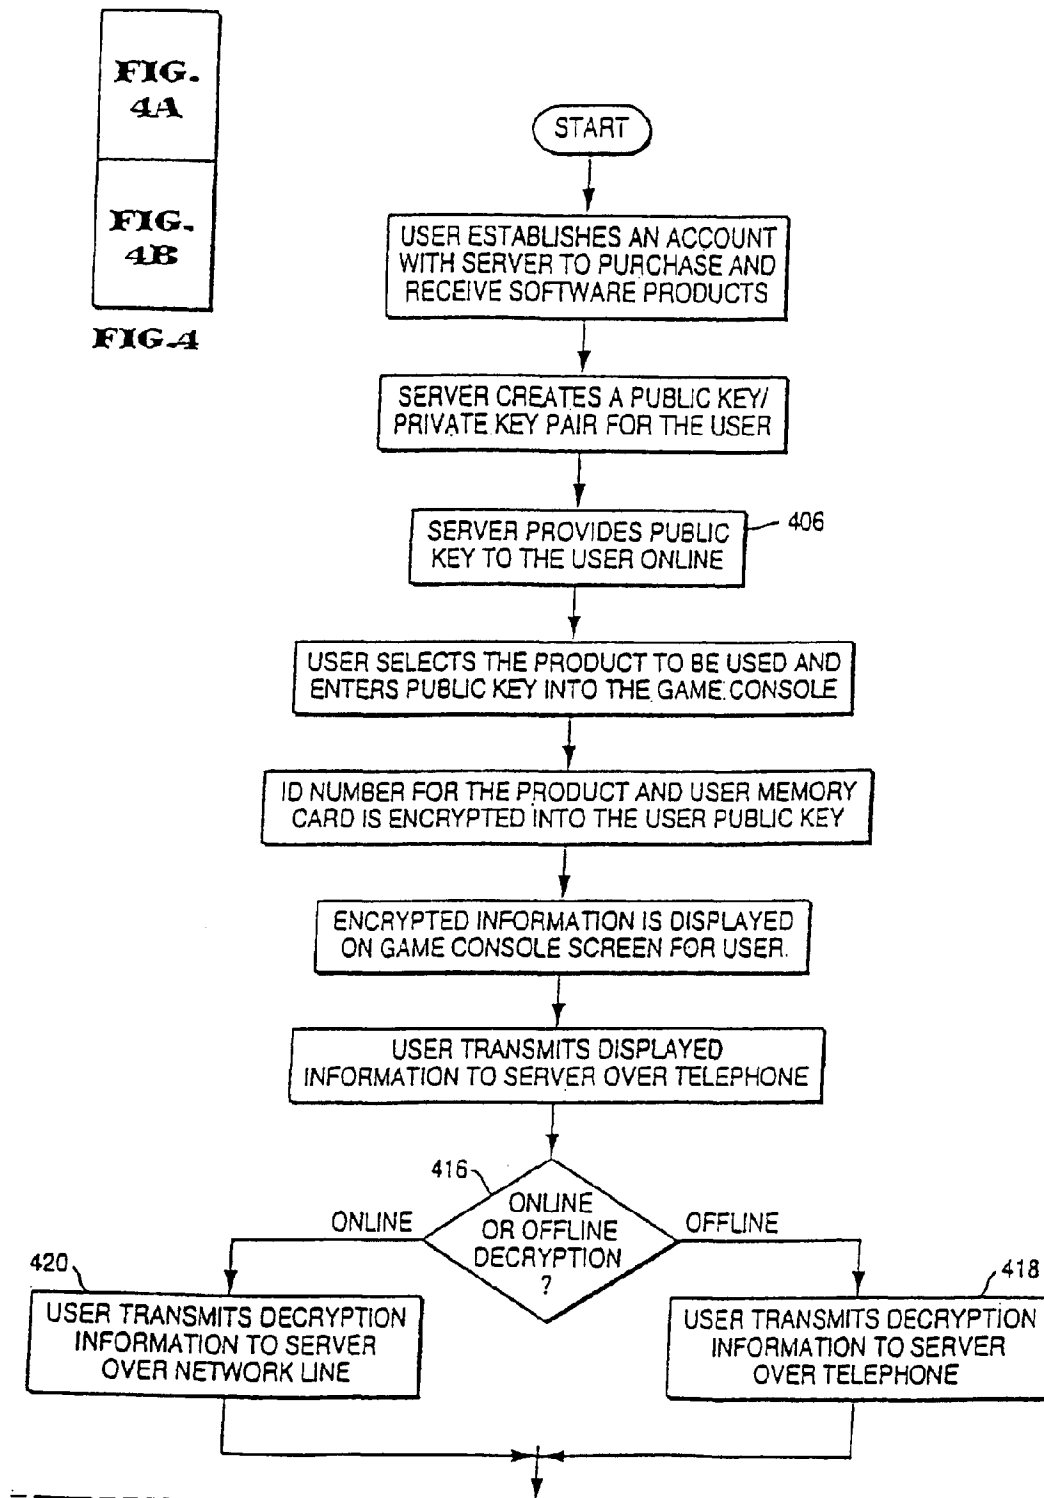 FIG.
4A
FIG.
4B
FIG.4
START
USER ESTABLISHES AN ACCOUNT
WITH SERVER TO PURCHASE AND
RECEIVE SOFTWARE PRODUCTS
SERVER CREATES A PUBLIC KEY/
PRIVATE KEY PAIR FOR THE USER
SERVER PROVIDES PUBLIC
KEY TO THE USER ONLINE
406
USER SELECTS THE PRODUCT TO BE USED AND
ENTERS PUBLIC KEY INTO THE GAME CONSOLE
ID NUMBER FOR THE PRODUCT AND USER MEMORY
CARD IS ENCRYPTED INTO THE USER PUBLIC KEY
ENCRYPTED INFORMATION IS DISPLAYED
ON GAME CONSOLE SCREEN FOR USER.
USER TRANSMITS DISPLAYED
INFORMATION TO SERVER OVER TELEPHONE
416
ONLINE
OR OFFLINE
DECRYPTION
?
ONLINE
OFFLINE
420
USER TRANSMITS DECRYPTION
INFORMATION TO SERVER
OVER NETWORK LINE
418
USER TRANSMITS DECRYPTION
INFORMATION TO SERVER
OVER TELEPHONE